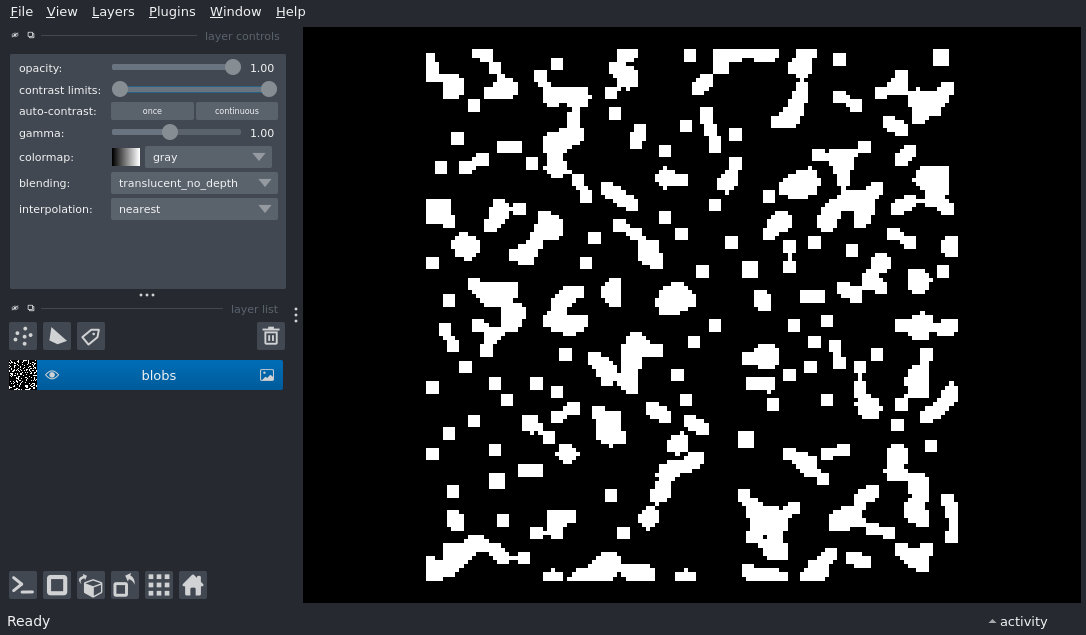 File View Layers Plugins Window Help
layer controls
opacity: 1.00
contrast limits:
auto-contrast: once continuous
gamma: 1.00
colormap: gray
blending: translucent_no_depth
interpolation: nearest
layer list
blobs
Ready activity